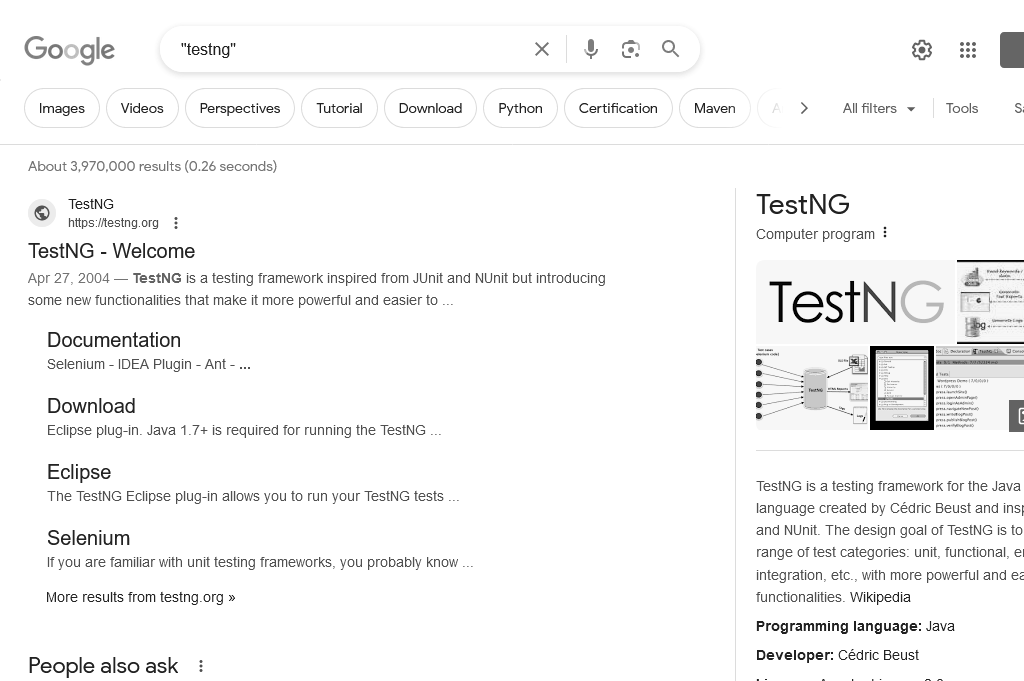 Google
"testng"
Images
Videos
Perspectives
Tutorial
Download
Python
Certification
Maven
All filters
Tools
About 3,970,000 results (0.26 seconds)
TestNG
https://testng.org
TestNG - Welcome
Apr 27, 2004 — TestNG is a testing framework inspired from JUnit and NUnit but introducing
some new functionalities that make it more powerful and easier to ...
Documentation
Selenium - IDEA Plugin - Ant - ...
Download
Eclipse plug-in. Java 1.7+ is required for running the TestNG ...
Eclipse
The TestNG Eclipse plug-in allows you to run your TestNG tests ...
Selenium
If you are familiar with unit testing frameworks, you probably know ...
More results from testng.org »
People also ask
TestNG
Computer program
TestNG
TestNG
TestNG is a testing framework for the Java
language created by Cédric Beust and
and NUnit. The design goal of TestNG is to
range of test categories: unit, functional,
integration, etc., with more powerful and
functionalities. Wikipedia
Programming language: Java
Developer: Cédric Beust